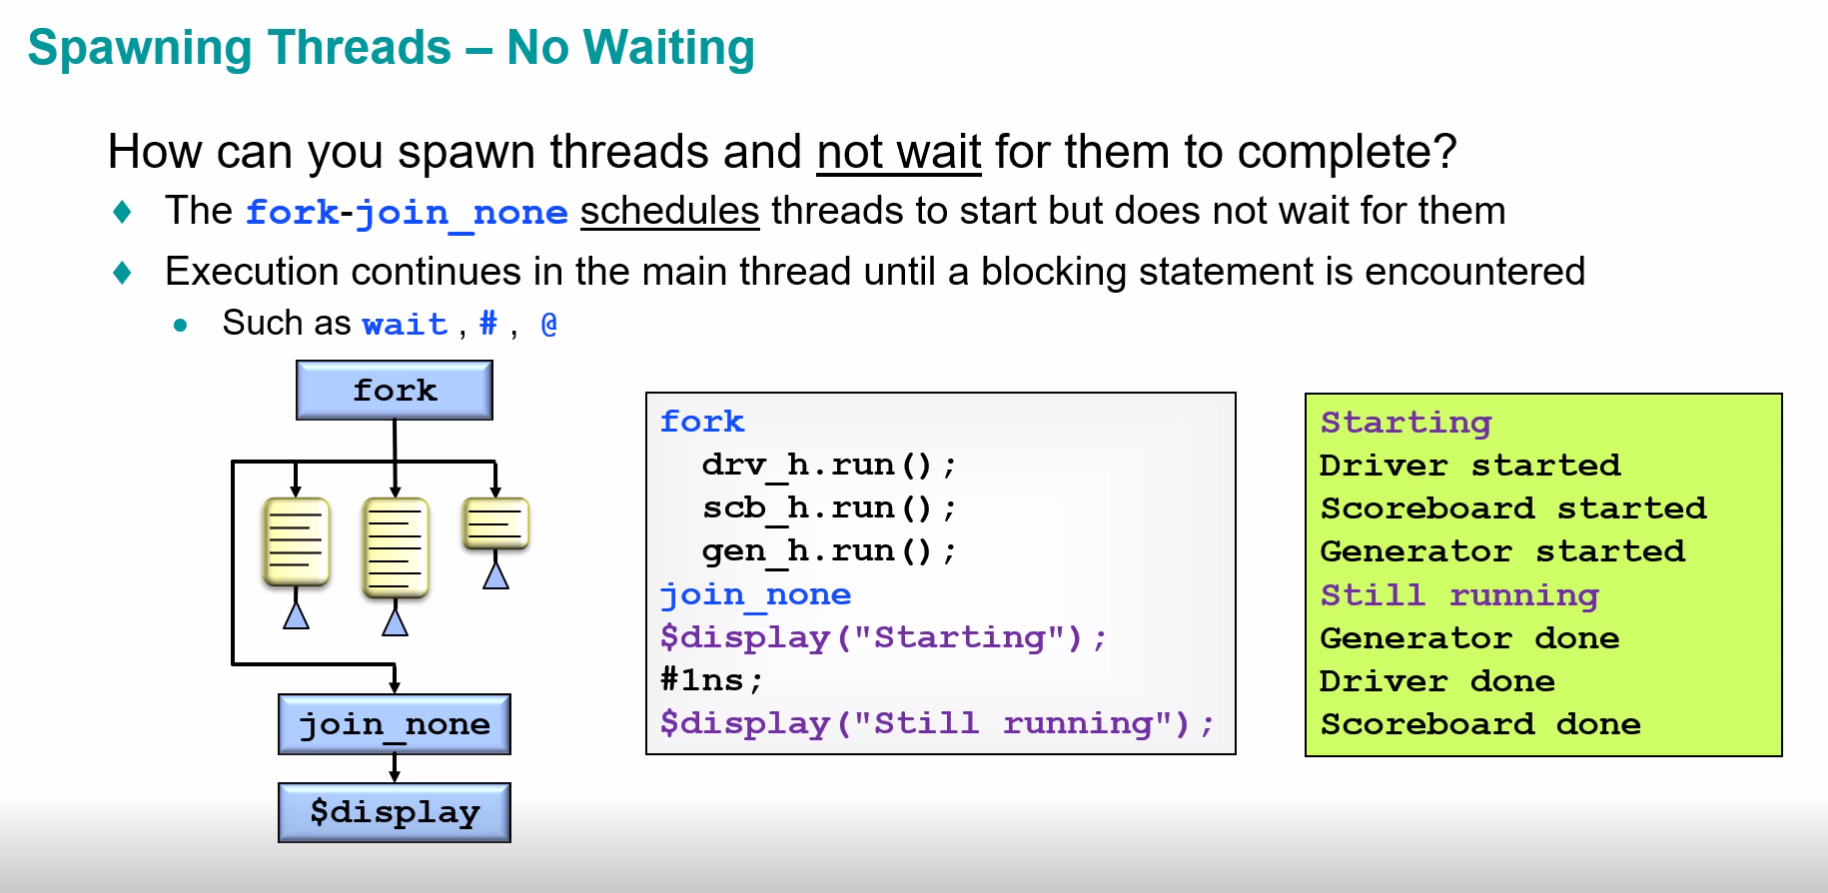 Spawning Threads – No Waiting
How can you spawn threads and not wait for them to complete?
The fork-join_none schedules threads to start but does not wait for them
Execution continues in the main thread until a blocking statement is encountered
Such as wait , # , @
fork
join_none
$display
fork
drv_h.run();
scb_h.run();
gen_h.run();
join_none
$display("Starting");
#1ns;
$display("Still running");
Starting
Driver started
Scoreboard started
Generator started
Still running
Generator done
Driver done
Scoreboard done